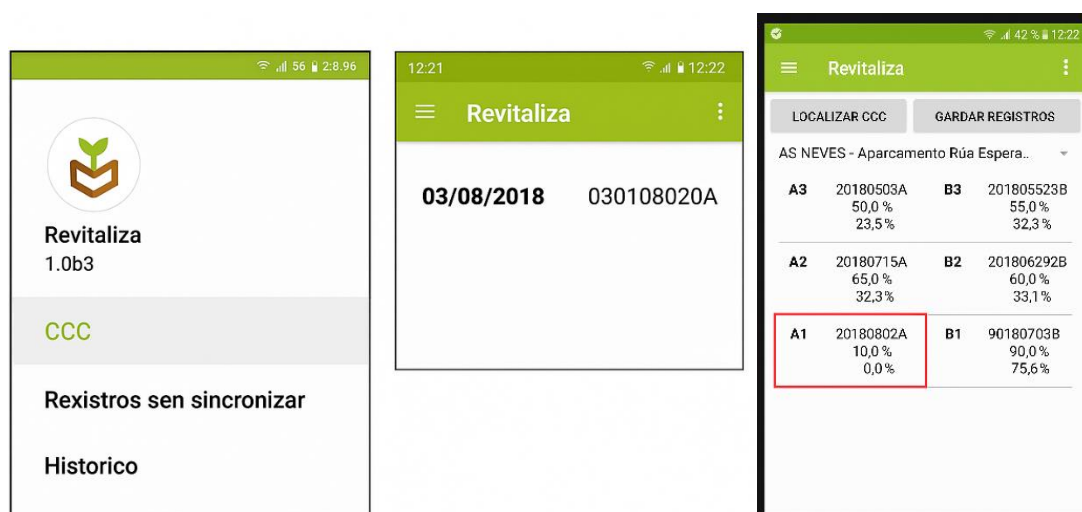 56 2:8.96
Revitaliza
1.0b3
CCC
Rexistros sen sincronizar
Historico
12:21 12:22
Revitaliza
03/08/2018 030108020A
42 % 12:22
Revitaliza
LOCALIZAR CCC GARDAR REGISTROS
AS NEVES - Aparcamento Rúa Espera..
A3 20180503A B3 201805523B
50,0 % 55,0 %
23,5 % 32,3 %
A2 20180715A B2 201806292B
65,0 % 60,0 %
32,3 % 33,1 %
A1 20180802A B1 90180703B
10,0 % 90,0 %
0,0 % 75,6 %